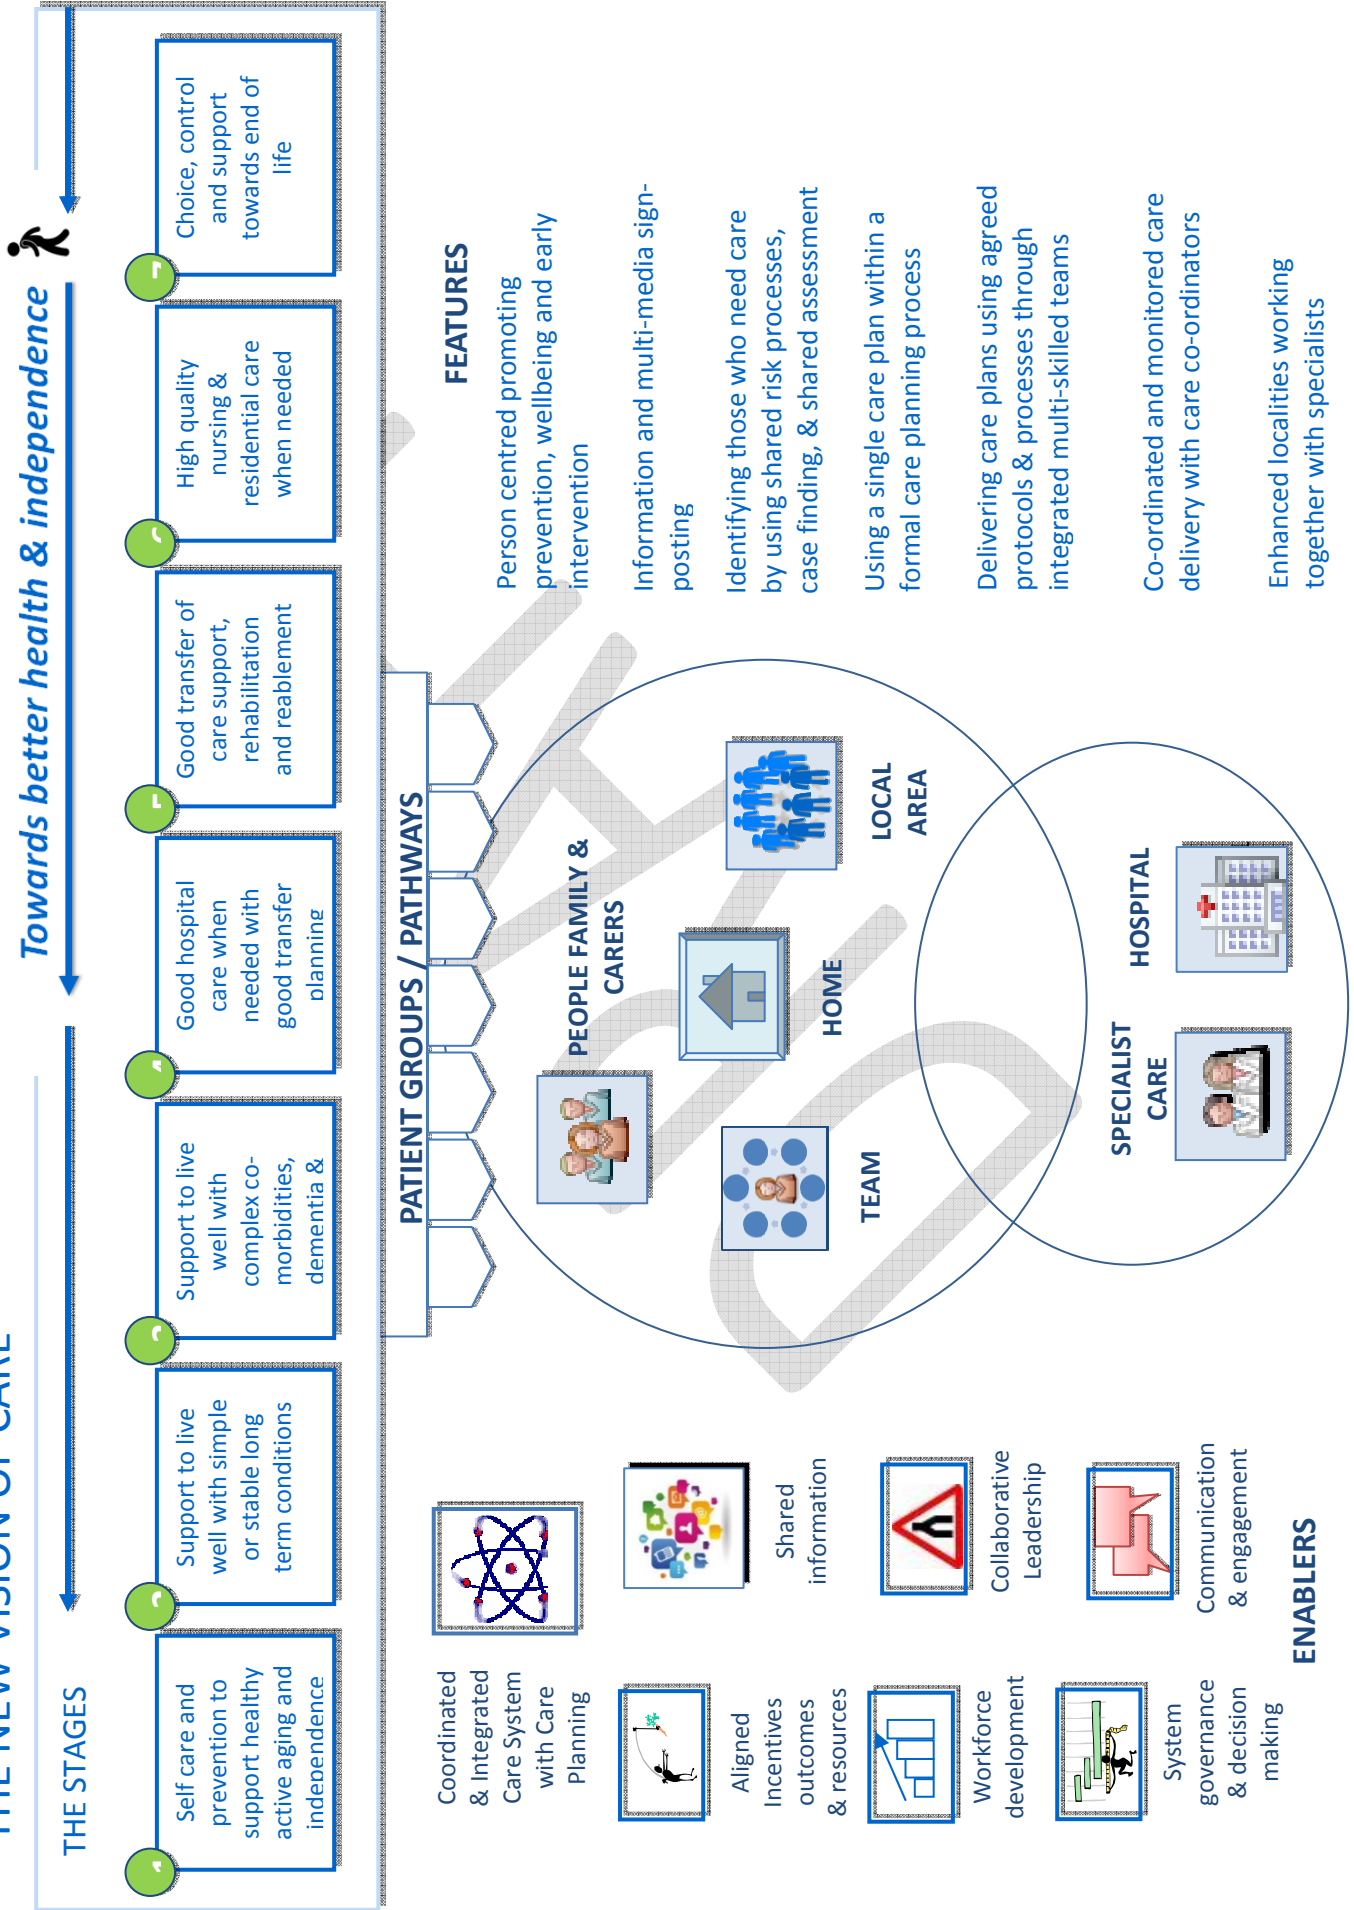 THE NEW VISION OF CARE
Towards better health & independence
THE STAGES
Self care and
prevention to
support healthy
active aging and
independence
Support to live
well with simple
or stable long
term conditions
Support to live
well with
complex co-
morbidities,
dementia &
Good hospital
care when
needed with
good transfer
planning
Good transfer of
care support,
rehabilitation
and reablement
High quality
nursing &
residential care
when needed
Choice, control
and support
towards end of
life
PATIENT GROUPS / PATHWAYS
Coordinated
& Integrated
Care System
with Care
Planning
Shared
information
Aligned
Incentives
outcomes
& resources
Collaborative
Leadership
Workforce
development
Communication
& engagement
System
governance
& decision
making
ENABLERS
PEOPLE FAMILY &
CARERS
HOME
TEAM
LOCAL
AREA
SPECIALIST
CARE
HOSPITAL
FEATURES
Person centred promoting
prevention, wellbeing and early
intervention
Information and multi-media sign-
posting
Identifying those who need care
by using shared risk processes,
case finding, & shared assessment
Using a single care plan within a
formal care planning process
Delivering care plans using agreed
protocols & processes through
integrated multi-skilled teams
Co-ordinated and monitored care
delivery with care co-ordinators
Enhanced localities working
together with specialists
DRAFT